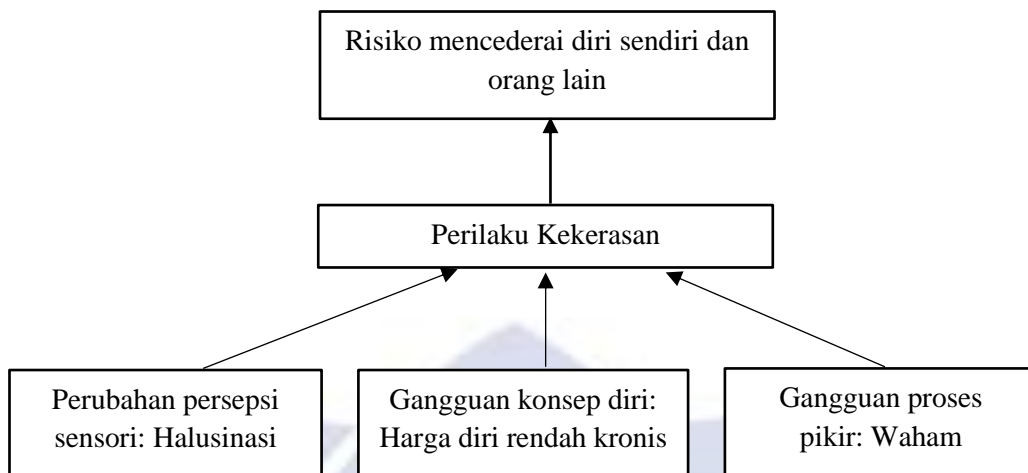 Risiko mencederai diri sendiri dan
orang lain
Perilaku Kekerasan
Perubahan persepsi
sensori: Halusinasi
Gangguan konsep diri:
Harga diri rendah kronis
Gangguan proses
pikir: Waham